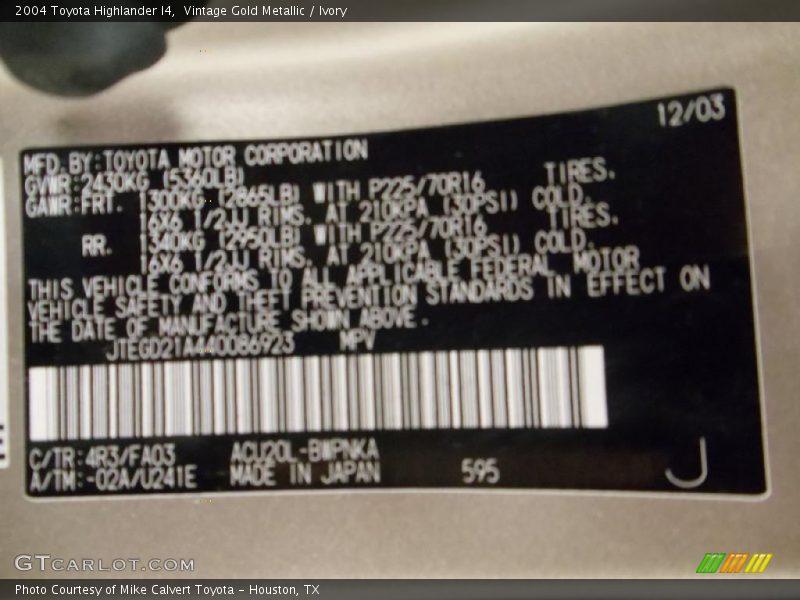 2004 Toyota Highlander I4,  Vintage Gold Metallic / Ivory
12/03
MFD.BY:TOYOTA MOTOR CORPORATION
GVWR:2430KG (5360LB)
GAWR:FRT. 1300KG (2865LB) WITH P225/70R16 TIRES.
16X6 1/2JJ RIMS. AT 210KPA (30PSI) COLD.
RR. 1340KG (2950LB) WITH P225/70R16 TIRES.
16X6 1/2JJ RIMS. AT 210KPA (30PSI) COLD.
THIS VEHICLE CONFORMS TO ALL APPLICABLE FEDERAL MOTOR
VEHICLE SAFETY AND THEFT PREVENTION STANDARDS IN EFFECT ON
THE DATE OF MANUFACTURE SHOWN ABOVE.
JTEGD21A440086923 MPV
C/TR:4R3/FA03 ACU20L-BWPNKA
A/TM:-02A/U241E MADE IN JAPAN 595 J
GTCARLOT.COM
Photo Courtesy of Mike Calvert Toyota - Houston, TX